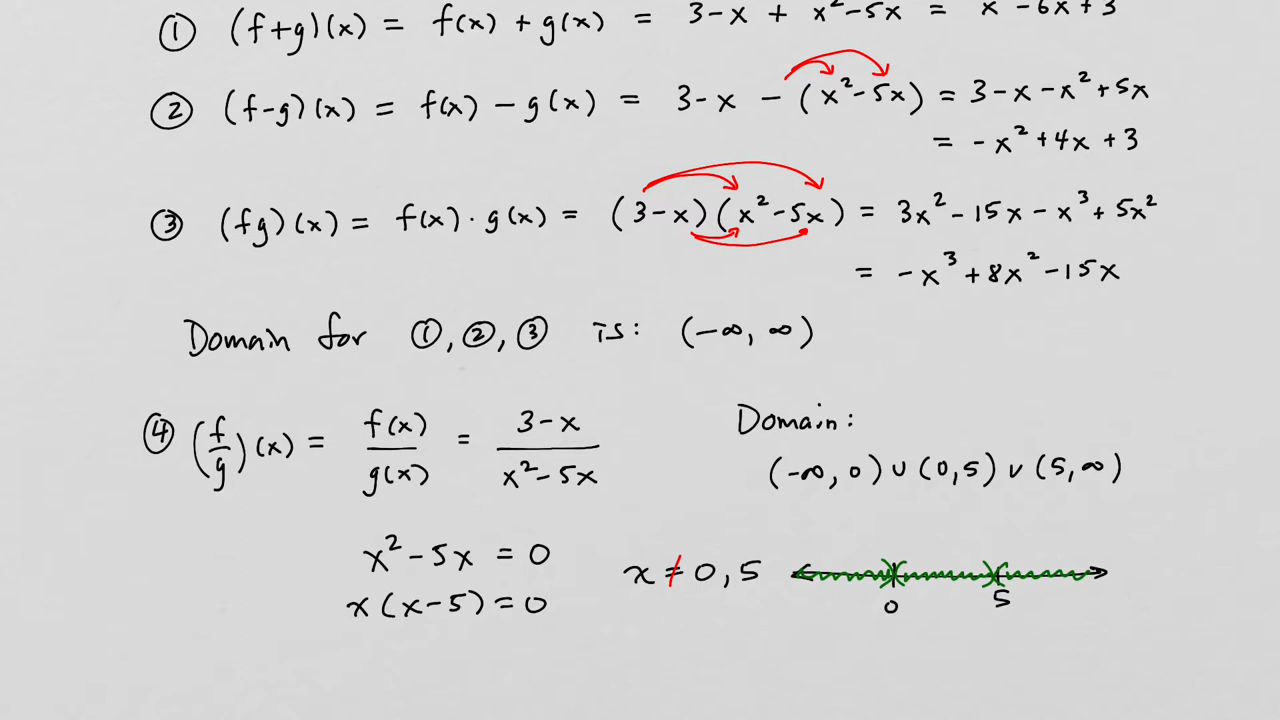 ① (f+g)(x) = f(x) + g(x) = 3-x + x²-5x = x -6x+3
② (f-g)(x) = f(x) - g(x) = 3-x - (x²-5x) = 3-x-x²+5x
= -x²+4x+3
③ (fg)(x) = f(x)·g(x) = (3-x)(x²-5x) = 3x²-15x-x³+5x²
= -x³+8x²-15x
Domain for ①, ②, ③ is: (-∞, ∞)
④ (f/g)(x) = f(x)/g(x) = (3-x)/(x²-5x)
Domain:
(-∞, 0) ∪ (0,5) ∪ (5,∞)
x²-5x = 0
x(x-5) = 0
x ≠ 0, 5
0 5